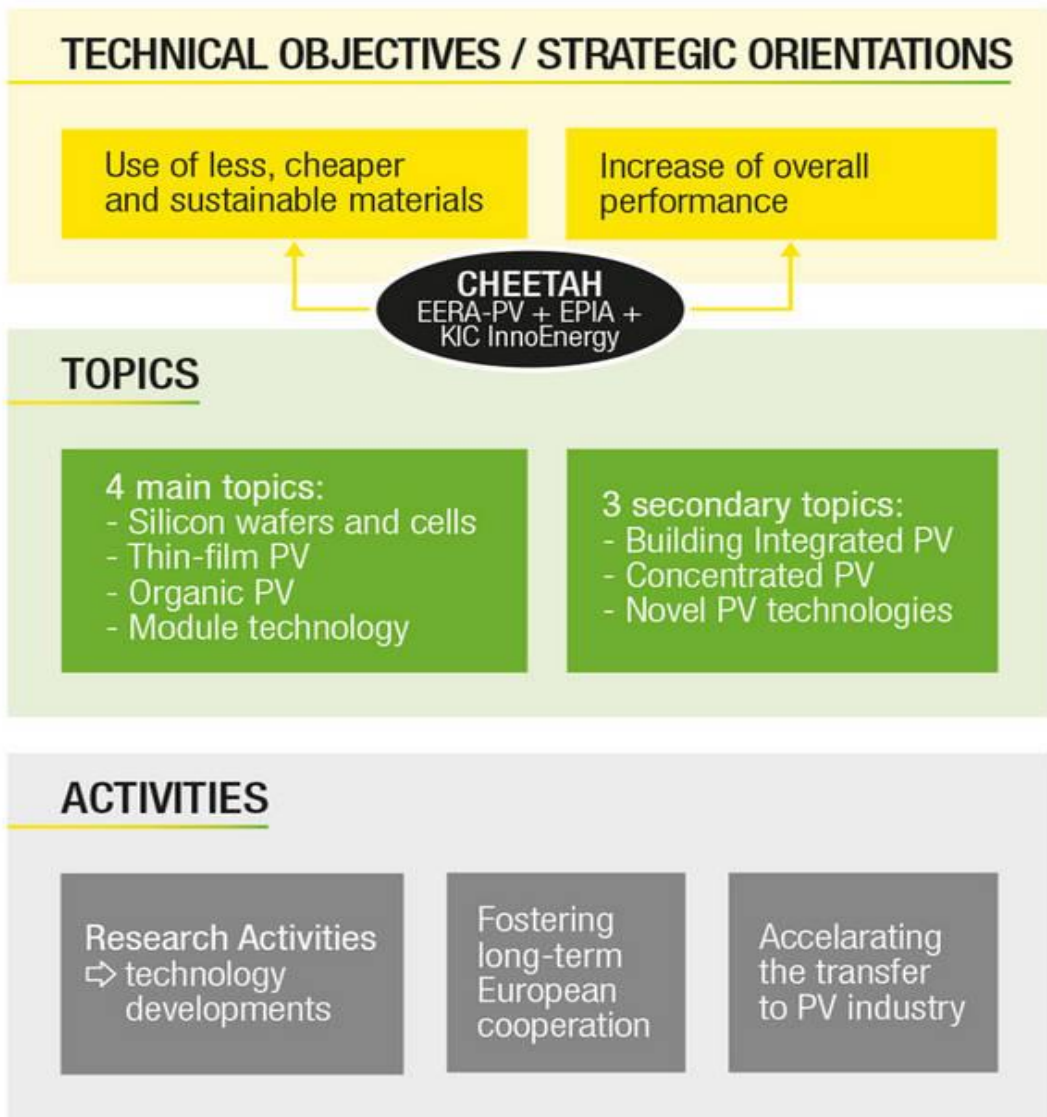 TECHNICAL OBJECTIVES / STRATEGIC ORIENTATIONS
Use of less, cheaper
and sustainable materials
Increase of overall
performance
CHEETAH
EERA-PV + EPIA +
KIC InnoEnergy
TOPICS
4 main topics:
- Silicon wafers and cells
- Thin-film PV
- Organic PV
- Module technology
3 secondary topics:
- Building Integrated PV
- Concentrated PV
- Novel PV technologies
ACTIVITIES
Research Activities
⇨ technology
developments
Fostering
long-term
European
cooperation
Accelarating
the transfer
to PV industry